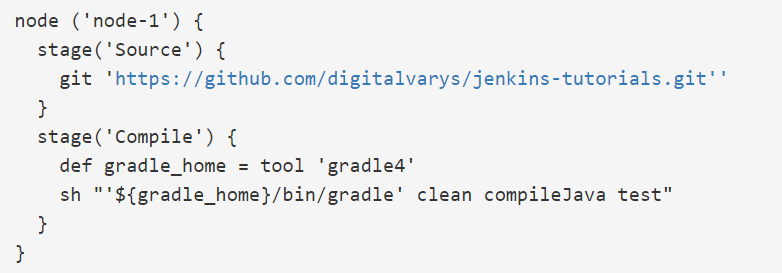 node ('node-1') {
  stage('Source') {
    git 'https://github.com/digitalvarys/jenkins-tutorials.git''
  }
  stage('Compile') {
    def gradle_home = tool 'gradle4'
    sh "'${gradle_home}/bin/gradle' clean compileJava test"
  }
}